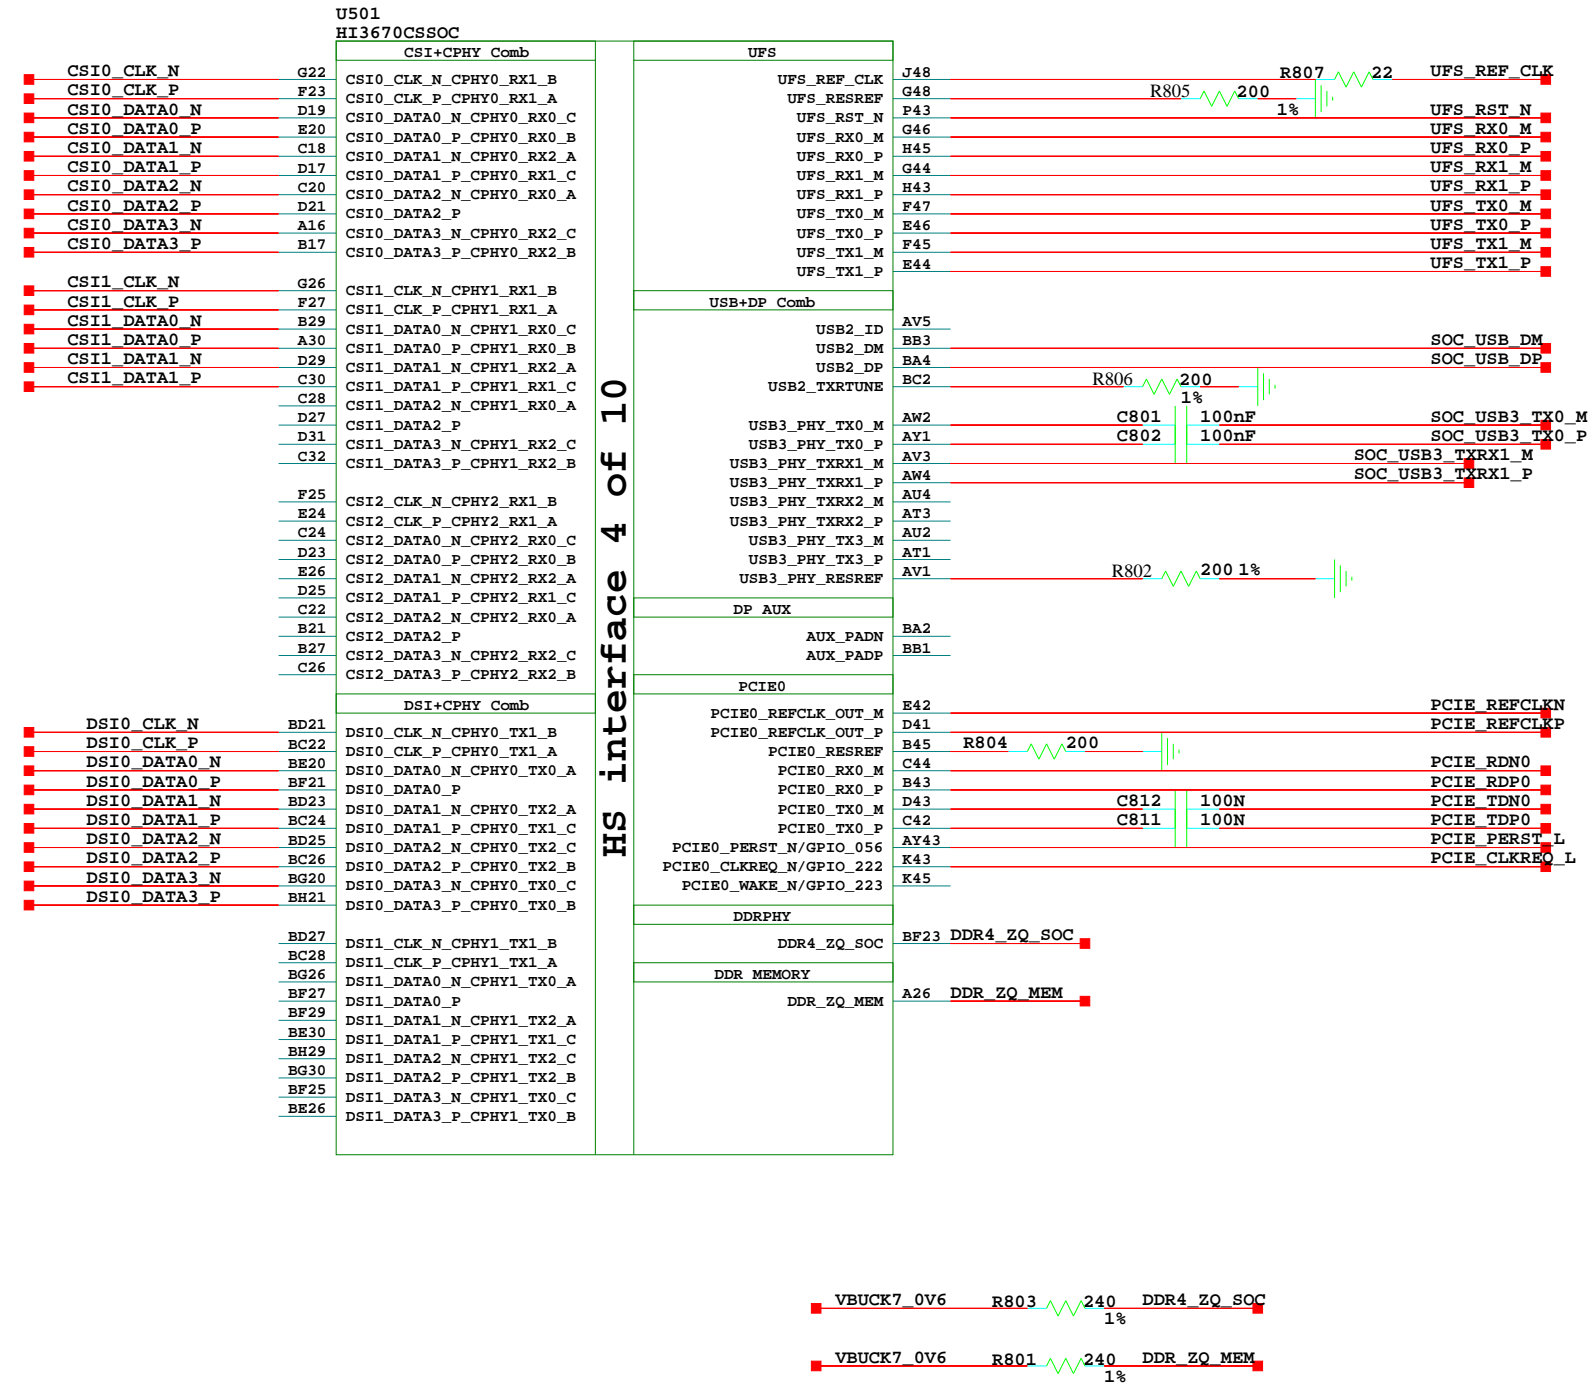 U501
HI3670CSSOC
CSI+CPHY Comb
CSI0_CLK_N G22 CSI0_CLK_N_CPHY0_RX1_B
CSI0_CLK_P F23 CSI0_CLK_P_CPHY0_RX1_A
CSI0_DATA0_N D19 CSI0_DATA0_N_CPHY0_RX0_C
CSI0_DATA0_P E20 CSI0_DATA0_P_CPHY0_RX0_B
CSI0_DATA1_N C18 CSI0_DATA1_N_CPHY0_RX2_A
CSI0_DATA1_P D17 CSI0_DATA1_P_CPHY0_RX1_C
CSI0_DATA2_N C20 CSI0_DATA2_N_CPHY0_RX0_A
CSI0_DATA2_P D21 CSI0_DATA2_P
CSI0_DATA3_N A16 CSI0_DATA3_N_CPHY0_RX2_C
CSI0_DATA3_P B17 CSI0_DATA3_P_CPHY0_RX2_B
CSI1_CLK_N G26 CSI1_CLK_N_CPHY1_RX1_B
CSI1_CLK_P F27 CSI1_CLK_P_CPHY1_RX1_A
CSI1_DATA0_N B29 CSI1_DATA0_N_CPHY1_RX0_C
CSI1_DATA0_P A30 CSI1_DATA0_P_CPHY1_RX0_B
CSI1_DATA1_N D29 CSI1_DATA1_N_CPHY1_RX2_A
CSI1_DATA1_P C30 CSI1_DATA1_P_CPHY1_RX1_C
C28 CSI1_DATA2_N_CPHY1_RX0_A
D27 CSI1_DATA2_P
D31 CSI1_DATA3_N_CPHY1_RX2_C
C32 CSI1_DATA3_P_CPHY1_RX2_B
F25 CSI2_CLK_N_CPHY2_RX1_B
E24 CSI2_CLK_P_CPHY2_RX1_A
C24 CSI2_DATA0_N_CPHY2_RX0_C
D23 CSI2_DATA0_P_CPHY2_RX0_B
E26 CSI2_DATA1_N_CPHY2_RX2_A
D25 CSI2_DATA1_P_CPHY2_RX1_C
C22 CSI2_DATA2_N_CPHY2_RX0_A
B21 CSI2_DATA2_P
B27 CSI2_DATA3_N_CPHY2_RX2_C
C26 CSI2_DATA3_P_CPHY2_RX2_B
DSI+CPHY Comb
DSI0_CLK_N BD21 DSI0_CLK_N_CPHY0_TX1_B
DSI0_CLK_P BC22 DSI0_CLK_P_CPHY0_TX1_A
DSI0_DATA0_N BE20 DSI0_DATA0_N_CPHY0_TX0_A
DSI0_DATA0_P BF21 DSI0_DATA0_P
DSI0_DATA1_N BD23 DSI0_DATA1_N_CPHY0_TX2_A
DSI0_DATA1_P BC24 DSI0_DATA1_P_CPHY0_TX1_C
DSI0_DATA2_N BD25 DSI0_DATA2_N_CPHY0_TX2_C
DSI0_DATA2_P BC26 DSI0_DATA2_P_CPHY0_TX2_B
DSI0_DATA3_N BG20 DSI0_DATA3_N_CPHY0_TX0_C
DSI0_DATA3_P BH21 DSI0_DATA3_P_CPHY0_TX0_B
BD27 DSI1_CLK_N_CPHY1_TX1_B
BC28 DSI1_CLK_P_CPHY1_TX1_A
BG26 DSI1_DATA0_N_CPHY1_TX0_A
BF27 DSI1_DATA0_P
BF29 DSI1_DATA1_N_CPHY1_TX2_A
BE30 DSI1_DATA1_P_CPHY1_TX1_C
BH29 DSI1_DATA2_N_CPHY1_TX2_C
BG30 DSI1_DATA2_P_CPHY1_TX2_B
BF25 DSI1_DATA3_N_CPHY1_TX0_C
BE26 DSI1_DATA3_P_CPHY1_TX0_B
HS interface 4 of 10
UFS
UFS_REF_CLK J48 R807 22 UFS_REF_CLK
UFS_RESREF G48 R805 200 1%
UFS_RST_N P43 UFS_RST_N
UFS_RX0_M G46 UFS_RX0_M
UFS_RX0_P H45 UFS_RX0_P
UFS_RX1_M G44 UFS_RX1_M
UFS_RX1_P H43 UFS_RX1_P
UFS_TX0_M F47 UFS_TX0_M
UFS_TX0_P E46 UFS_TX0_P
UFS_TX1_M F45 UFS_TX1_M
UFS_TX1_P E44 UFS_TX1_P
USB+DP Comb
USB2_ID AV5
USB2_DM BB3 SOC_USB_DM
USB2_DP BA4 SOC_USB_DP
USB2_TXRTUNE BC2 R806 200 1%
USB3_PHY_TX0_M AW2 C801 100nF SOC_USB3_TX0_M
USB3_PHY_TX0_P AY1 C802 100nF SOC_USB3_TX0_P
USB3_PHY_TXRX1_M AV3 SOC_USB3_TXRX1_M
USB3_PHY_TXRX1_P AW4 SOC_USB3_TXRX1_P
USB3_PHY_TXRX2_M AU4
USB3_PHY_TXRX2_P AT3
USB3_PHY_TX3_M AU2
USB3_PHY_TX3_P AT1
USB3_PHY_RESREF AV1 R802 200 1%
DP AUX
AUX_PADN BA2
AUX_PADP BB1
PCIE0
PCIE0_REFCLK_OUT_M E42 PCIE_REFCLKN
PCIE0_REFCLK_OUT_P D41 PCIE_REFCLKP
PCIE0_RESREF B45 R804 200
PCIE0_RX0_M C44 PCIE_RDN0
PCIE0_RX0_P B43 PCIE_RDP0
PCIE0_TX0_M D43 C812 100N PCIE_TDN0
PCIE0_TX0_P C42 C811 100N PCIE_TDP0
PCIE0_PERST_N/GPIO_056 AY43 PCIE_PERST_L
PCIE0_CLKREQ_N/GPIO_222 K43 PCIE_CLKREQ_L
PCIE0_WAKE_N/GPIO_223 K45
DDRPHY
DDR4_ZQ_SOC BF23 DDR4_ZQ_SOC
DDR MEMORY
DDR_ZQ_MEM A26 DDR_ZQ_MEM
VBUCK7_0V6 R803 240 DDR4_ZQ_SOC
1%
VBUCK7_0V6 R801 240 DDR_ZQ_MEM
1%